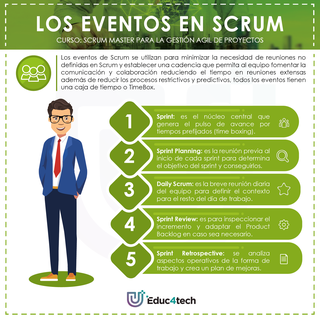 LOS EVENTOS EN SCRUM
CURSO: SCRUM MASTER PARA LA GESTIÓN AGIL DE PROYECTOS
Los eventos de Scrum se utilizan para minimizar la necesidad de reuniones no
definidas en Scrum y establecer una cadencia que permita al equipo fomentar la
comunicación y colaboración reduciendo el tiempo en reuniones extensas
además de reducir los procesos restrictivos y predictivos, todos los eventos tienen
una caja de tiempo o TimeBox.
1
Sprint: es el núcleo central que
genera el pulso de avance por
tiempos prefijados (time boxing).
2
Sprint Planning: es la reunión previa al
inicio de cada sprint para determina
el objetivo del sprint y conseguirlos.
3
Daily Scrum: es la breve reunión diaria
del equipo para definir el contexto
para el resto del día de trabajo.
4
Sprint Review: es para inspeccionar el
incremento y adaptar el Product
Backlog en caso sea necesario.
5
Sprint Retrospective: se analiza
aspectos operativos de la forma de
trabajo y crea un plan de mejoras.
Educ4tech